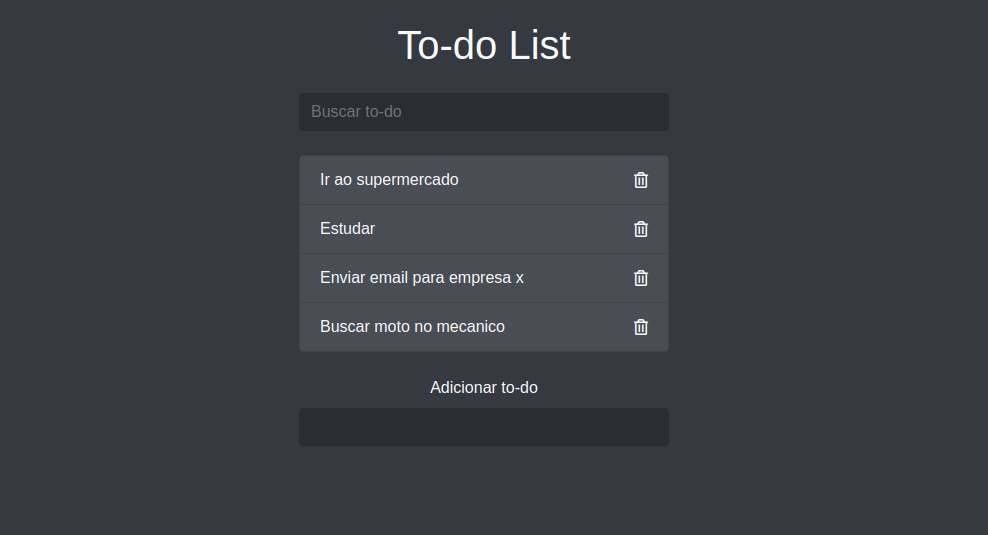 To-do List
Buscar to-do
Ir ao supermercado
Estudar
Enviar email para empresa x
Buscar moto no mecanico
Adicionar to-do